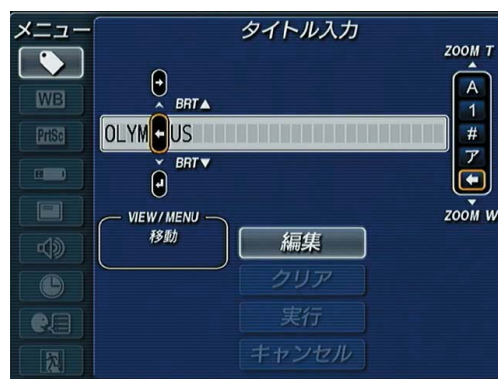 メニュー
タイトル入力
ZOOM T
WB
BRT▲
A
1
PrtSc
OLYM US
#
ア
BRT▼
VIEW / MENU
移動
ZOOM W
編集
クリア
実行
キャンセル